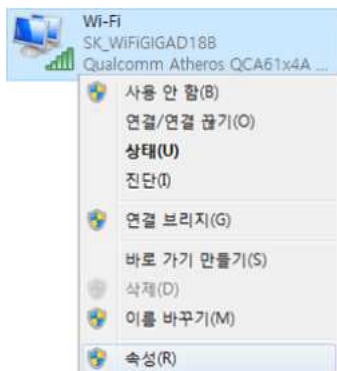 Wi-Fi
SK_WiFiGIGAD18B
Qualcomm Atheros QCA61x4A ...
사용 안 함(B)
연결/연결 끊기(O)
상태(U)
진단(I)
연결 브리지(G)
바로 가기 만들기(S)
삭제(D)
이름 바꾸기(M)
속성(R)